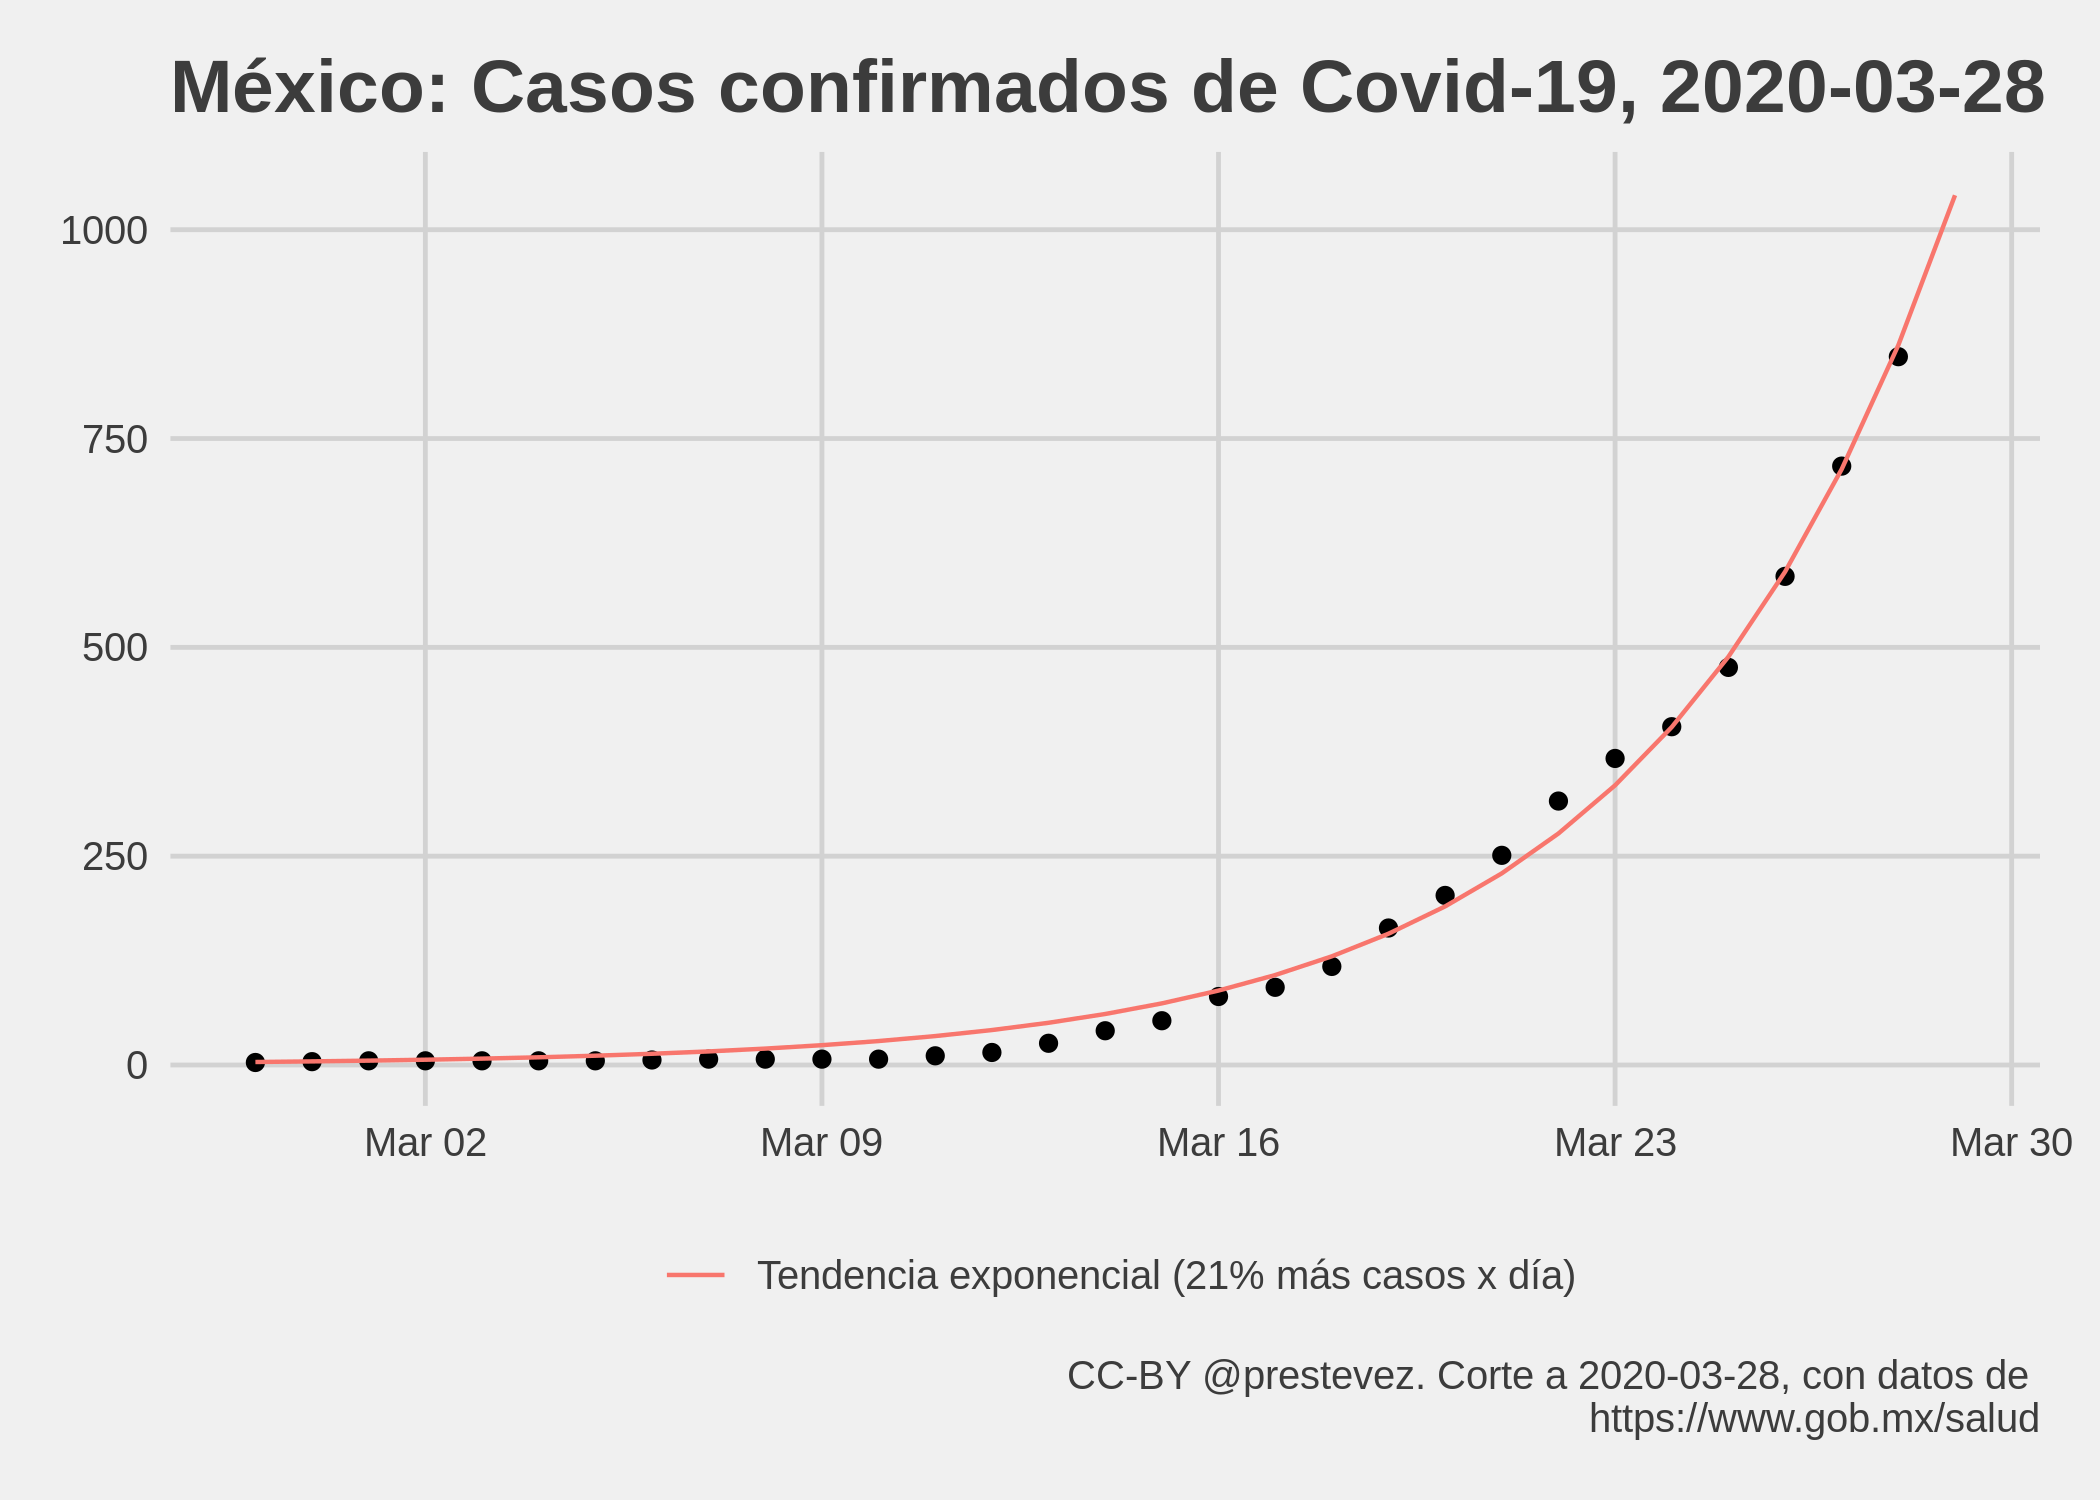 México: Casos confirmados de Covid-19, 2020-03-28
1000
750
500
250
0
Mar 02 Mar 09 Mar 16 Mar 23 Mar 30
Tendencia exponencial (21% más casos x día)
CC-BY @prestevez. Corte a 2020-03-28, con datos de
https://www.gob.mx/salud